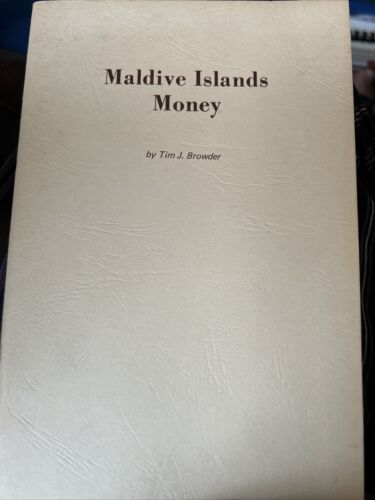 Maldive Islands
Money
by Tim J. Browder